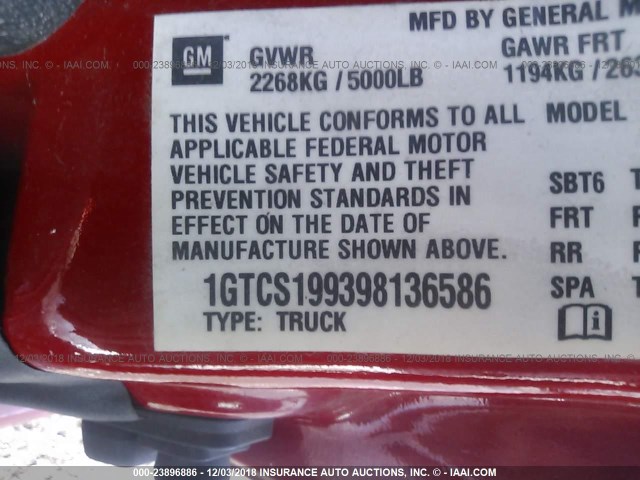 MFD BY GENERAL M
GM
GVWR
GAWR FRT
2268KG / 5000LB
1194KG / 26
THIS VEHICLE CONFORMS TO ALL
MODEL
APPLICABLE FEDERAL MOTOR
VEHICLE SAFETY AND THEFT
SBT6
PREVENTION STANDARDS IN
FRT
EFFECT ON THE DATE OF
MANUFACTURE SHOWN ABOVE.
RR
1GTCS199398136586
SPA
TYPE: TRUCK
000-23896886 - 12/03/2018 INSURANCE AUTO AUCTIONS, INC. - © - IAAI.COM